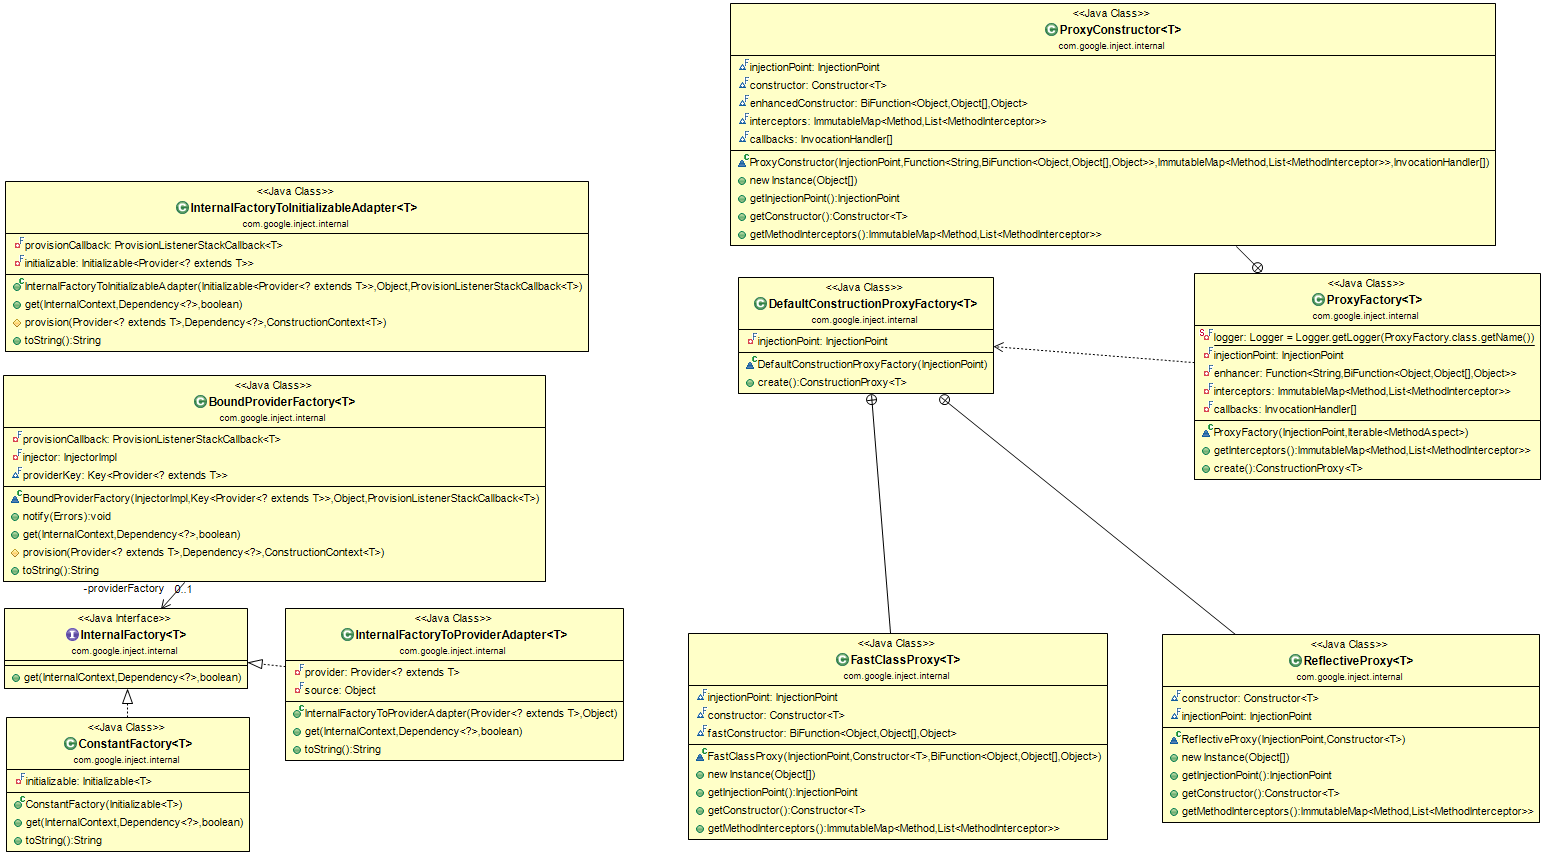 <<Java Class>>
ProxyConstructor<T>
com.google.inject.internal
injectionPoint: InjectionPoint
constructor: Constructor<T>
enhancedConstructor: BiFunction<Object,Object[],Object>
interceptors: ImmutableMap<Method,List<MethodInterceptor>>
callbacks: InvocationHandler[]
ProxyConstructor(InjectionPoint,Function<String,BiFunction<Object,Object[],Object>>,ImmutableMap<Method,List<MethodInterceptor>>,InvocationHandler[])
newInstance(Object[])
getInjectionPoint():InjectionPoint
getConstructor():Constructor<T>
getMethodInterceptors():ImmutableMap<Method,List<MethodInterceptor>>
<<Java Class>>
InternalFactoryToInitializableAdapter<T>
com.google.inject.internal
provisionCallback: ProvisionListenerStackCallback<T>
initializable: Initializable<Provider<? extends T>>
InternalFactoryToInitializableAdapter(Initializable<Provider<? extends T>>,Object,ProvisionListenerStackCallback<T>)
get(InternalContext,Dependency<?>,boolean)
provision(Provider<? extends T>,Dependency<?>,ConstructionContext<T>)
toString():String
<<Java Class>>
DefaultConstructionProxyFactory<T>
com.google.inject.internal
injectionPoint: InjectionPoint
DefaultConstructionProxyFactory(InjectionPoint)
create():ConstructionProxy<T>
<<Java Class>>
ProxyFactory<T>
com.google.inject.internal
logger: Logger = Logger.getLogger(ProxyFactory.class.getName())
injectionPoint: InjectionPoint
enhancer: Function<String,BiFunction<Object,Object[],Object>>
interceptors: ImmutableMap<Method,List<MethodInterceptor>>
callbacks: InvocationHandler[]
ProxyFactory(InjectionPoint,Iterable<MethodAspect>)
getInterceptors():ImmutableMap<Method,List<MethodInterceptor>>
create():ConstructionProxy<T>
<<Java Class>>
BoundProviderFactory<T>
com.google.inject.internal
provisionCallback: ProvisionListenerStackCallback<T>
injector: InjectorImpl
providerKey: Key<Provider<? extends T>>
BoundProviderFactory(InjectorImpl,Key<Provider<? extends T>>,Object,ProvisionListenerStackCallback<T>)
notify(Errors):void
get(InternalContext,Dependency<?>,boolean)
provision(Provider<? extends T>,Dependency<?>,ConstructionContext<T>)
toString():String
-providerFactory 0..1
<<Java Interface>>
InternalFactory<T>
com.google.inject.internal
get(InternalContext,Dependency<?>,boolean)
<<Java Class>>
InternalFactoryToProviderAdapter<T>
com.google.inject.internal
provider: Provider<? extends T>
source: Object
InternalFactoryToProviderAdapter(Provider<? extends T>,Object)
get(InternalContext,Dependency<?>,boolean)
toString():String
<<Java Class>>
ConstantFactory<T>
com.google.inject.internal
initializable: Initializable<T>
ConstantFactory(Initializable<T>)
get(InternalContext,Dependency<?>,boolean)
toString():String
<<Java Class>>
FastClassProxy<T>
com.google.inject.internal
injectionPoint: InjectionPoint
constructor: Constructor<T>
fastConstructor: BiFunction<Object,Object[],Object>
FastClassProxy(InjectionPoint,Constructor<T>,BiFunction<Object,Object[],Object>)
newInstance(Object[])
getInjectionPoint():InjectionPoint
getConstructor():Constructor<T>
getMethodInterceptors():ImmutableMap<Method,List<MethodInterceptor>>
<<Java Class>>
ReflectiveProxy<T>
com.google.inject.internal
constructor: Constructor<T>
injectionPoint: InjectionPoint
ReflectiveProxy(InjectionPoint,Constructor<T>)
newInstance(Object[])
getInjectionPoint():InjectionPoint
getConstructor():Constructor<T>
getMethodInterceptors():ImmutableMap<Method,List<MethodInterceptor>>